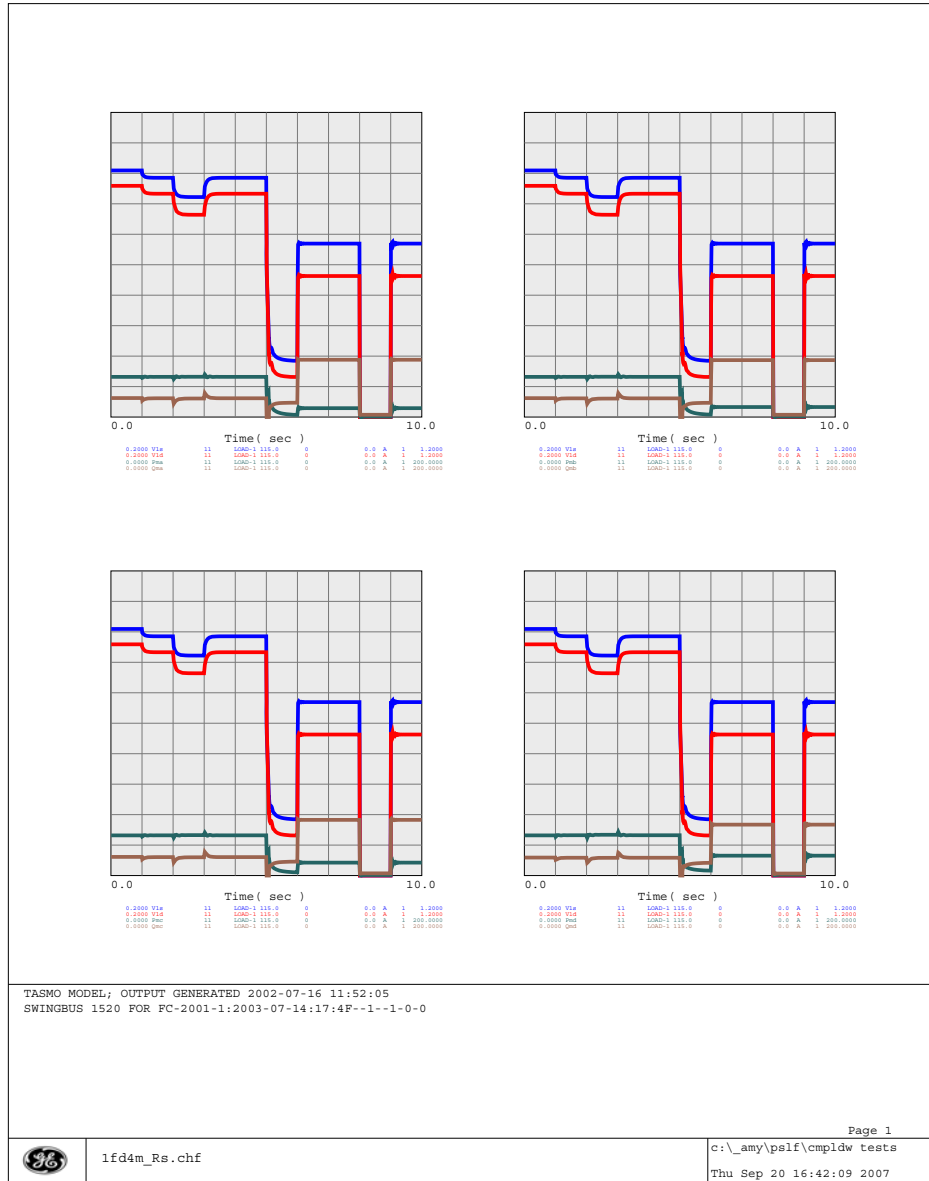 0.0 10.0
Time( sec )
0.2000 Vls 11 LOAD-1 115.0 0 0.0 A 1 1.2000
0.2000 Vld 11 LOAD-1 115.0 0 0.0 A 1 1.2000
0.0000 Pma 11 LOAD-1 115.0 0 0.0 A 1 200.0000
0.0000 Qma 11 LOAD-1 115.0 0 0.0 A 1 200.0000
0.0 10.0
Time( sec )
0.2000 Vls 11 LOAD-1 115.0 0 0.0 A 1 1.2000
0.2000 Vld 11 LOAD-1 115.0 0 0.0 A 1 1.2000
0.0000 Pmb 11 LOAD-1 115.0 0 0.0 A 1 200.0000
0.0000 Qmb 11 LOAD-1 115.0 0 0.0 A 1 200.0000
0.0 10.0
Time( sec )
0.2000 Vls 11 LOAD-1 115.0 0 0.0 A 1 1.2000
0.2000 Vld 11 LOAD-1 115.0 0 0.0 A 1 1.2000
0.0000 Pmc 11 LOAD-1 115.0 0 0.0 A 1 200.0000
0.0000 Qmc 11 LOAD-1 115.0 0 0.0 A 1 200.0000
0.0 10.0
Time( sec )
0.2000 Vls 11 LOAD-1 115.0 0 0.0 A 1 1.2000
0.2000 Vld 11 LOAD-1 115.0 0 0.0 A 1 1.2000
0.0000 Pmd 11 LOAD-1 115.0 0 0.0 A 1 200.0000
0.0000 Qmd 11 LOAD-1 115.0 0 0.0 A 1 200.0000
TASMO MODEL; OUTPUT GENERATED 2002-07-16 11:52:05
SWINGBUS 1520 FOR FC-2001-1:2003-07-14:17:4F--1--1-0-0
Page 1
GE
1fd4m_Rs.chf
c:\_amy\pslf\cmpldw tests
Thu Sep 20 16:42:09 2007